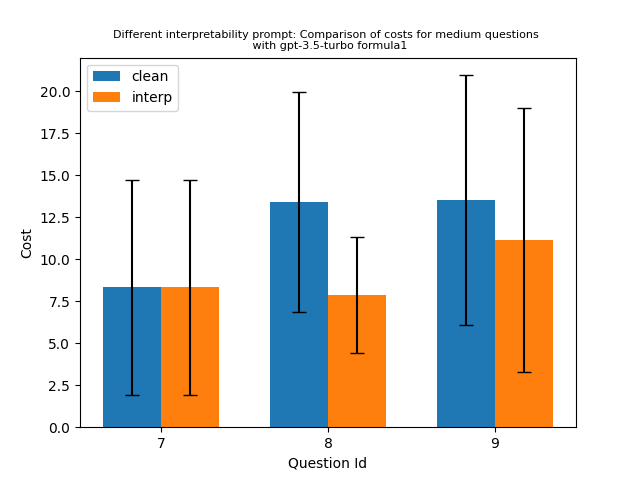 Different interpretability prompt: Comparison of costs for medium questions
with gpt-3.5-turbo formula1
clean
interp
20.0
17.5
15.0
12.5
10.0
7.5
5.0
2.5
0.0
Cost
7 8 9
Question Id